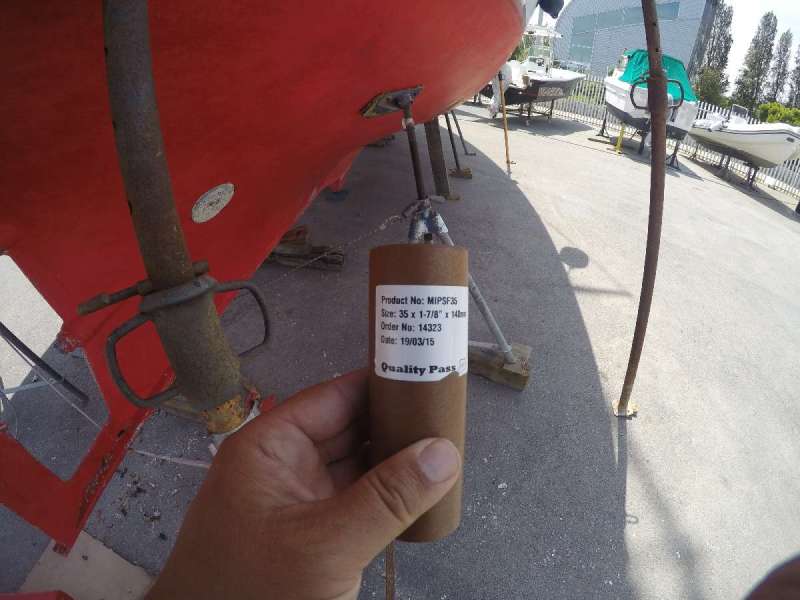 Product No: MIPSF35
Size: 35 x 1-7/8" x 140mm
Order No: 14323
Date: 19/03/15
Quality Pass